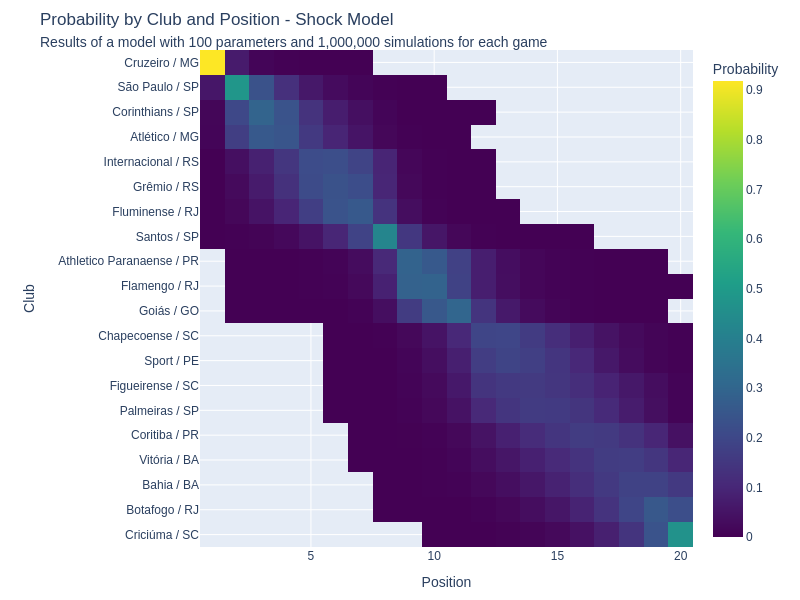 Probability by Club and Position - Shock Model
Results of a model with 100 parameters and 1,000,000 simulations for each game
Probability
Club
Cruzeiro / MG
São Paulo / SP
Corinthians / SP
Atlético / MG
Internacional / RS
Grêmio / RS
Fluminense / RJ
Santos / SP
Athletico Paranaense / PR
Flamengo / RJ
Goiás / GO
Chapecoense / SC
Sport / PE
Figueirense / SC
Palmeiras / SP
Coritiba / PR
Vitória / BA
Bahia / BA
Botafogo / RJ
Criciúma / SC
0.9
0.8
0.7
0.6
0.5
0.4
0.3
0.2
0.1
0
5
10
15
20
Position